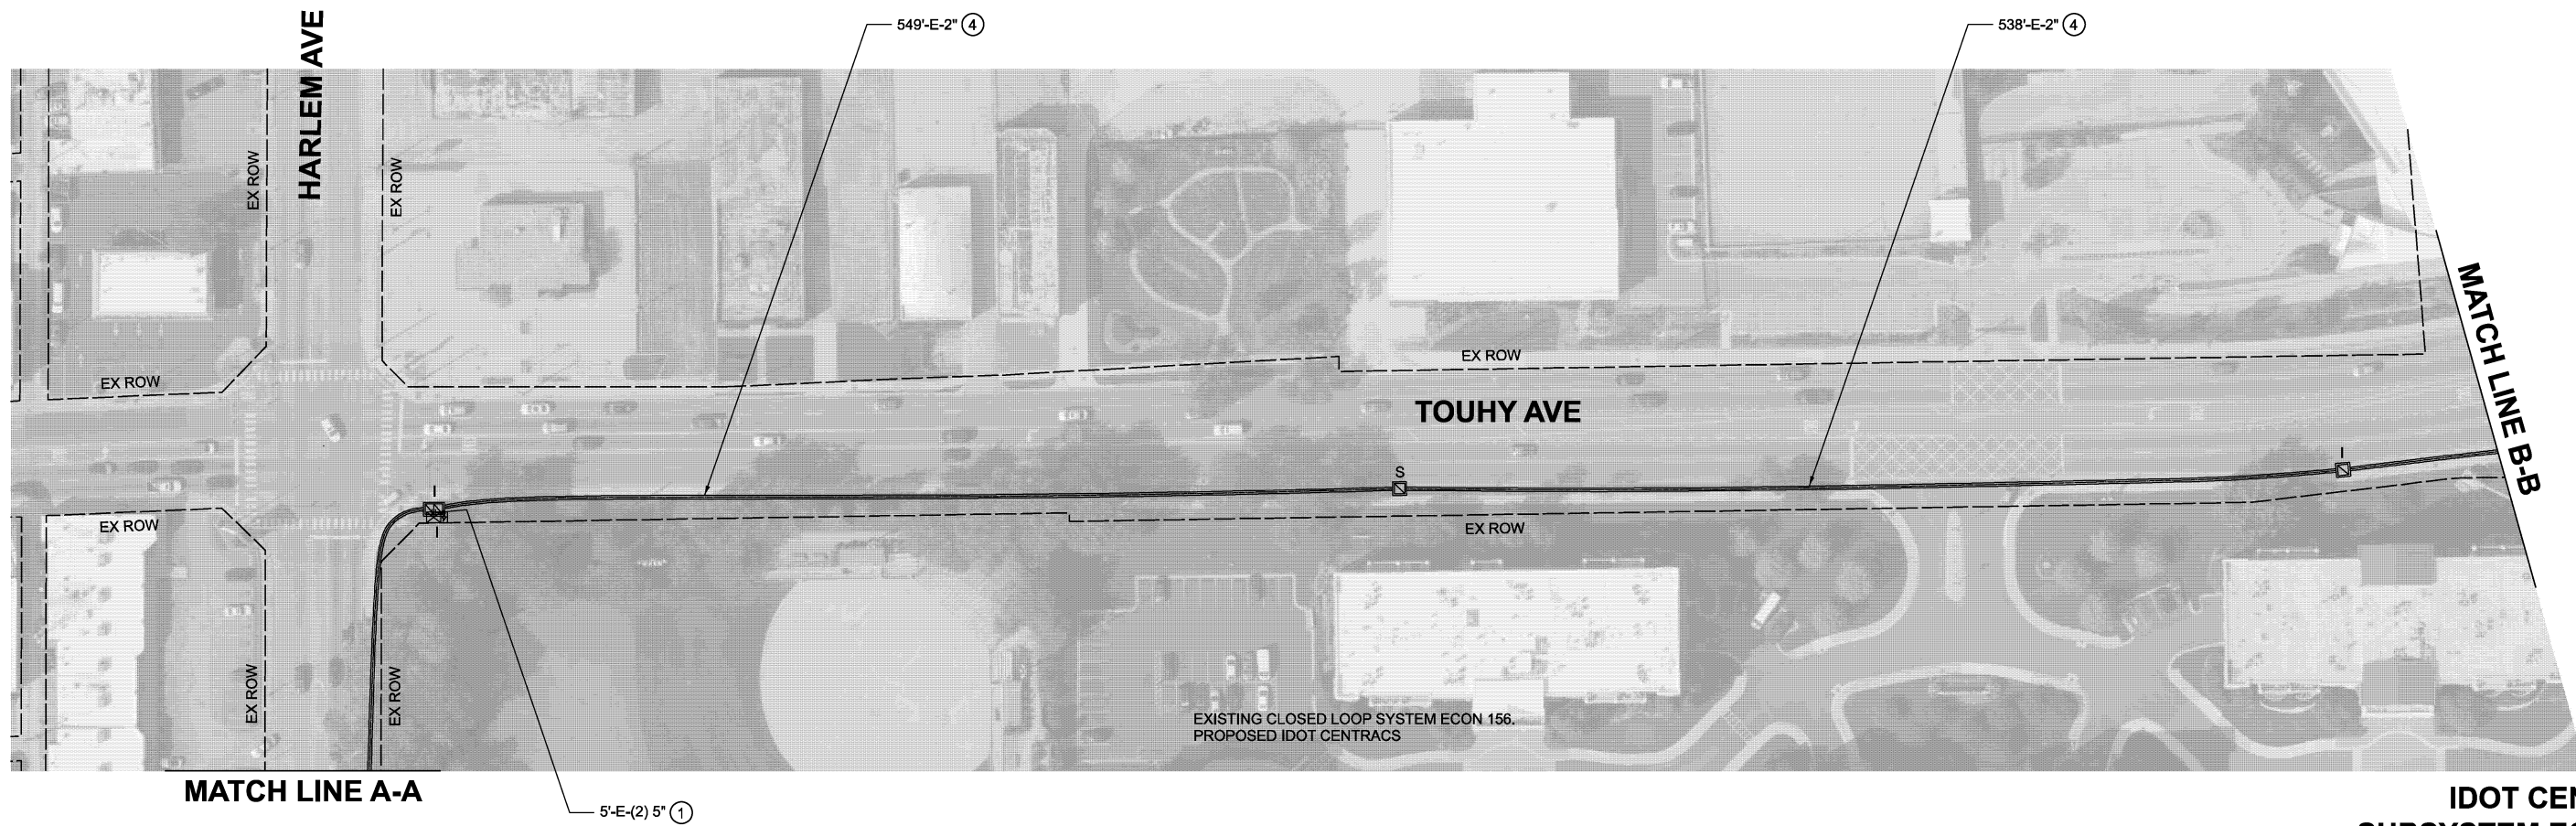 549'-E-2" 4
538'-E-2" 4
HARLEM AVE
EX ROW
EX ROW
EX ROW
EX ROW
TOUHY AVE
MATCH LINE B-B
S
I
I
I
EX ROW
EX ROW
EX ROW
EX ROW
EXISTING CLOSED LOOP SYSTEM ECON 156.
PROPOSED IDOT CENTRACS
MATCH LINE A-A
5'-E-(2) 5" 1
IDOT